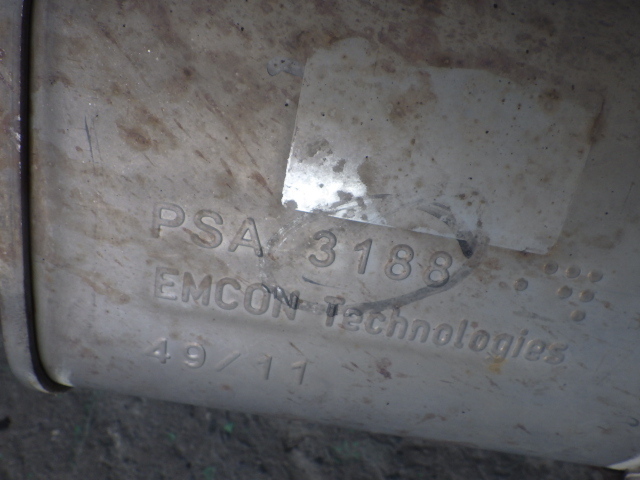 PSA 3188
EMCON Technologies
49/11